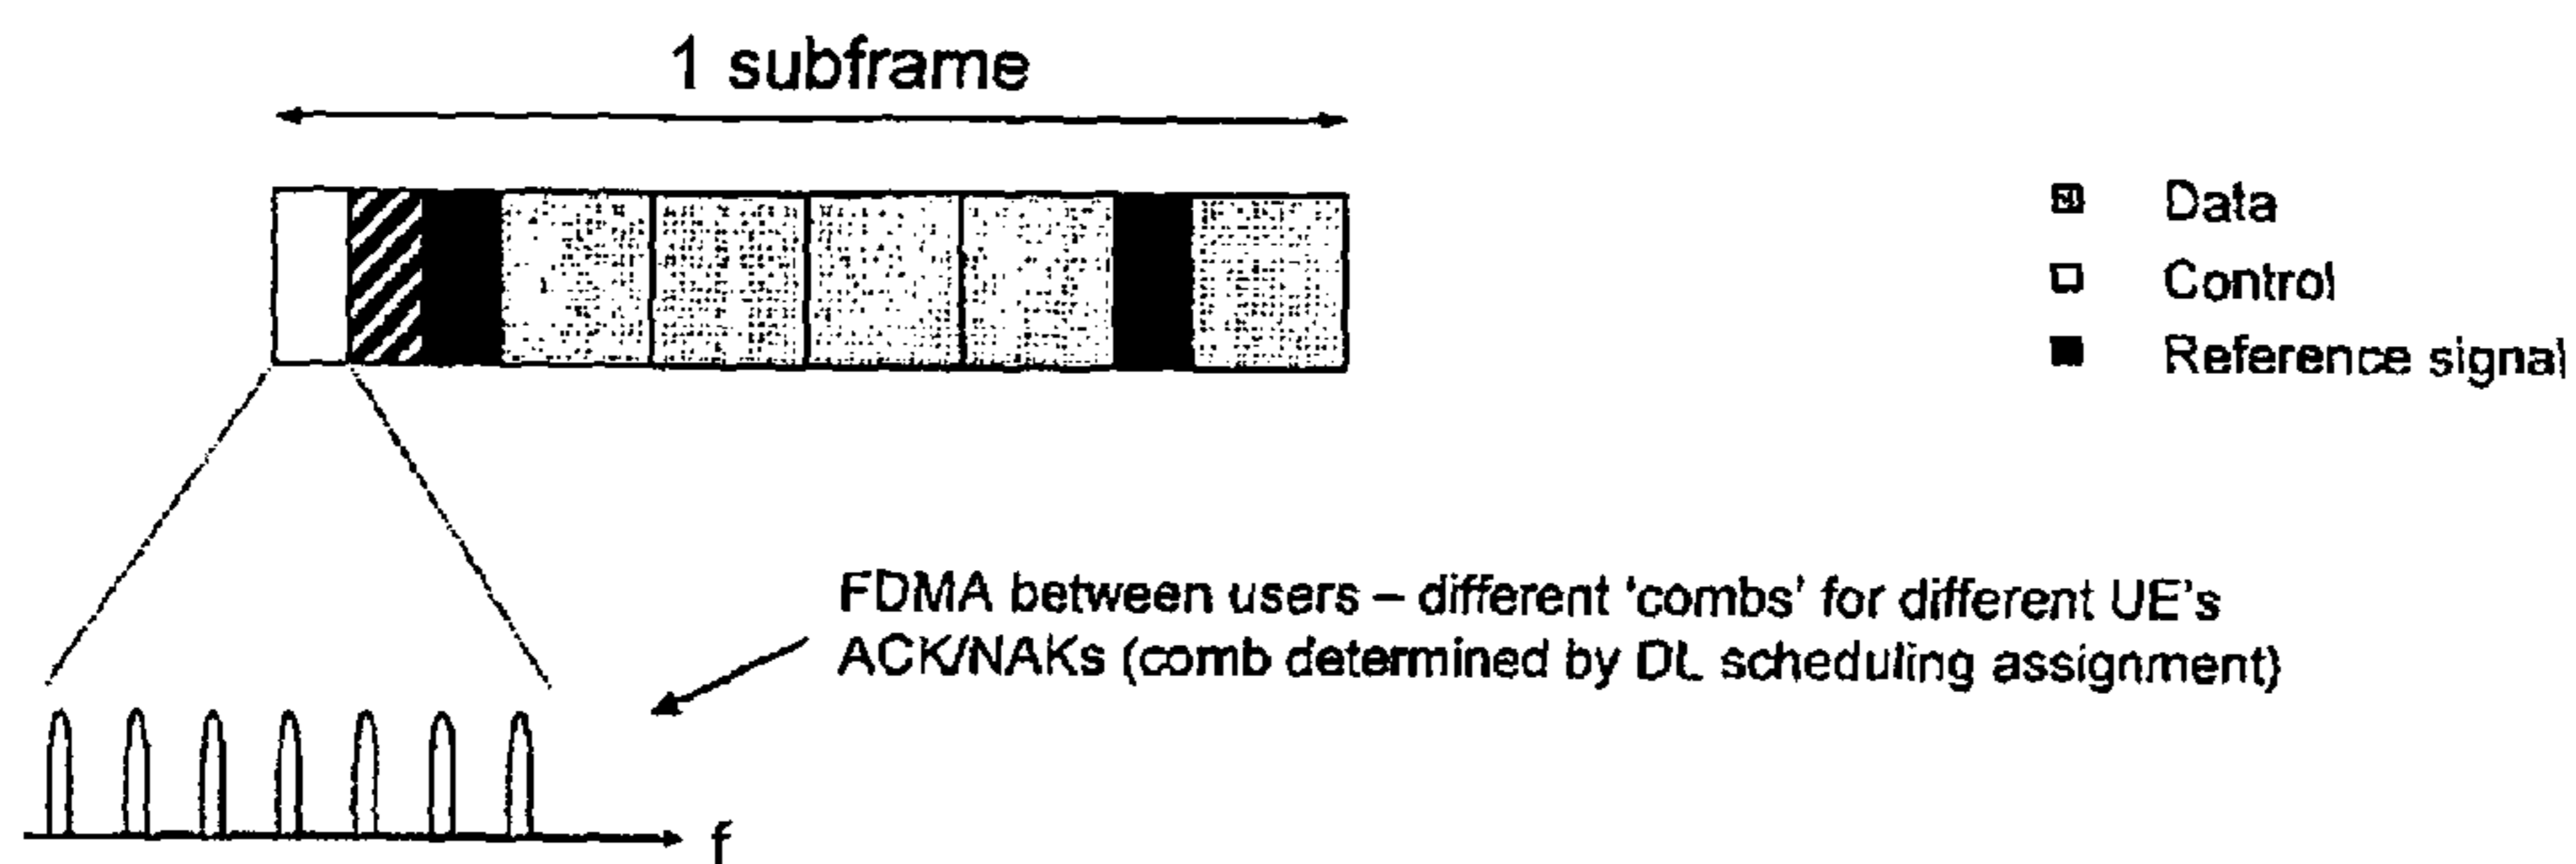 1 subframe
Data
Control
Reference signal
FDMA between users – different 'combs' for different UE's
ACK/NAKs (comb determined by DL scheduling assignment)
f